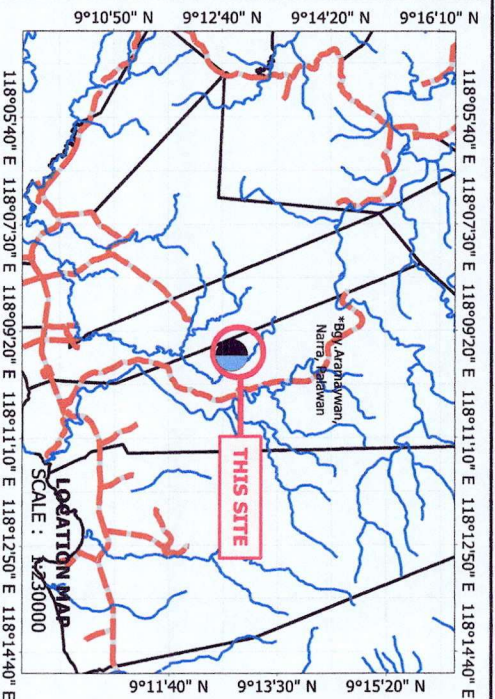 9°10'50" N 9°12'40" N 9°14'20" N 9°16'10" N
118°05'40" E 118°07'30" E 118°09'20" E 118°11'10" E 118°12'50" E 118°14'40" E
118°05'40" E 118°07'30" E 118°09'20" E 118°11'10" E 118°12'50" E 118°14'40" E
*Bgy.Aramaywan,
Narra, Palawan
THIS SITE
LOCATION MAP
SCALE : 1:230000
9°11'40" N 9°13'30" N 9°15'20" N